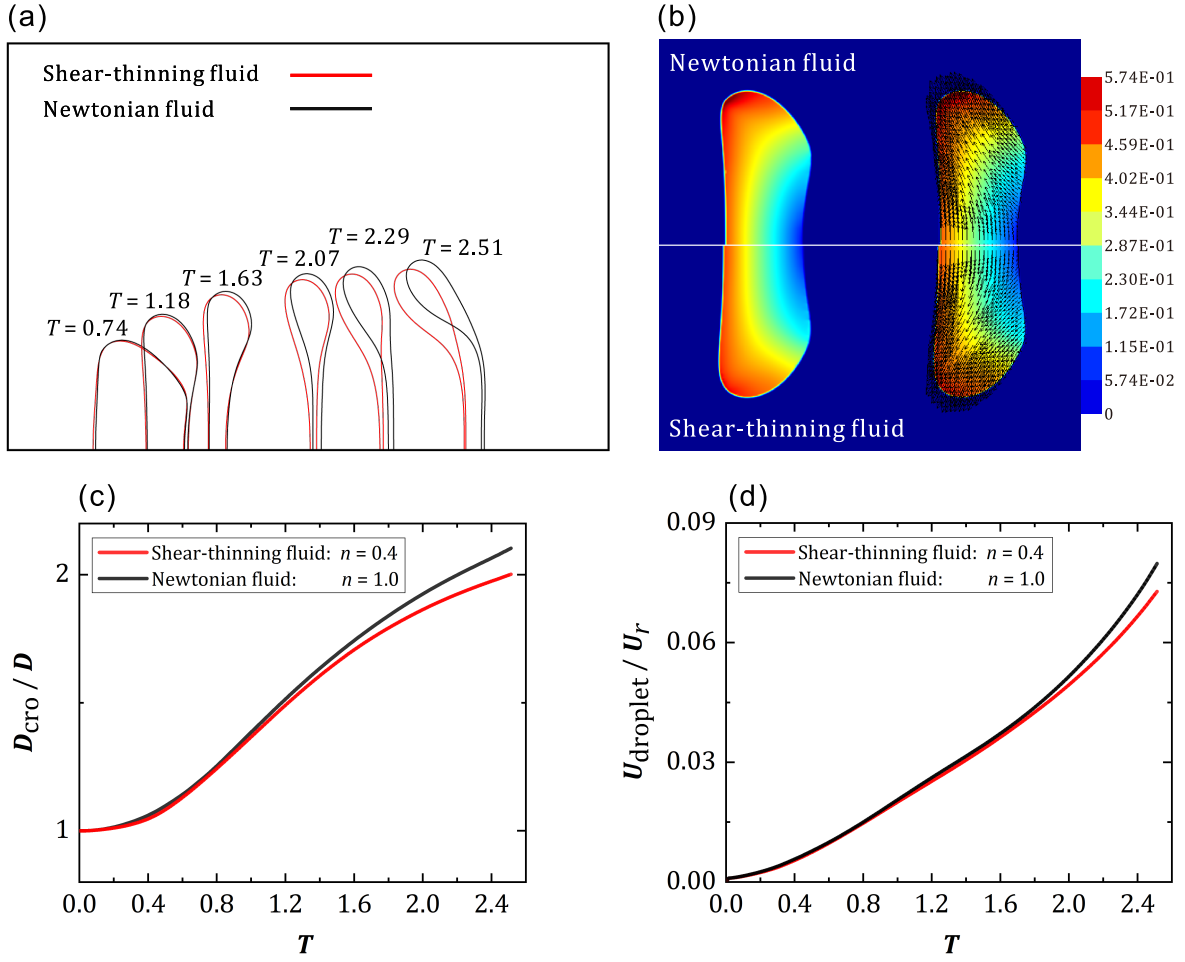 (a)
Shear-thinning fluid
Newtonian fluid
T = 0.74
T = 1.18
T = 1.63
T = 2.07
T = 2.29
T = 2.51
(b)
Newtonian fluid
Shear-thinning fluid
5.74E-01
5.17E-01
4.59E-01
4.02E-01
3.44E-01
2.87E-01
2.30E-01
1.72E-01
1.15E-01
5.74E-02
0
(c)
Shear-thinning fluid: n = 0.4
Newtonian fluid: n = 1.0
D_cro / D
2
1
0.0 0.4 0.8 1.2 1.6 2.0 2.4
T
(d)
Shear-thinning fluid: n = 0.4
Newtonian fluid: n = 1.0
U_droplet / U_r
0.09
0.06
0.03
0.00
0.0 0.4 0.8 1.2 1.6 2.0 2.4
T